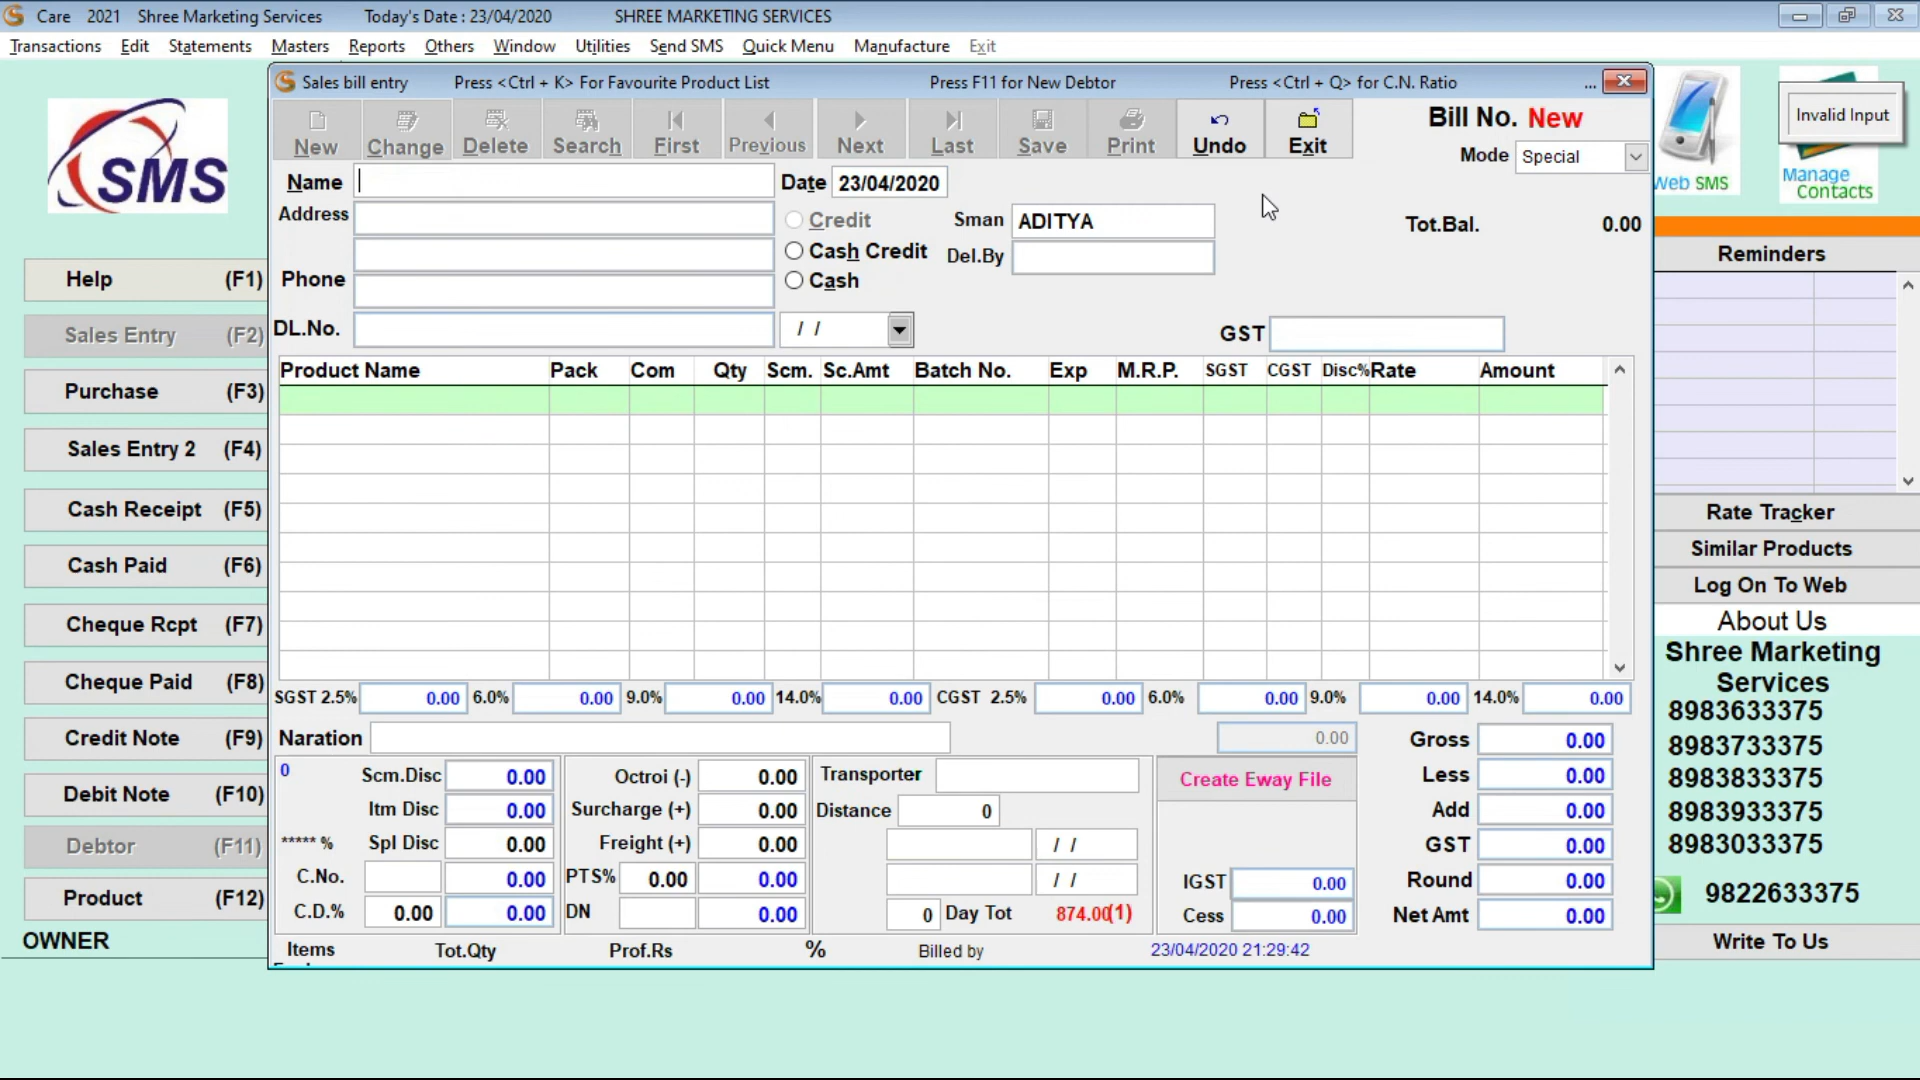 Care 2021 Shree Marketing Services Today's Date : 23/04/2020 SHREE MARKETING SERVICES
Transactions Edit Statements Masters Reports Others Window Utilities Send SMS Quick Menu Manufacture Exit
Sales bill entry Press <Ctrl + K> For Favourite Product List Press F11 for New Debtor Press <Ctrl + Q> for C.N. Ratio ...
New Change Delete Search First Previous Next Last Save Print Undo Exit
Bill No. New
Mode Special
Invalid Input
Web SMS
Manage
Contacts
SMS
Name Date 23/04/2020
Address Credit Sman ADITYA Tot.Bal. 0.00
Cash Credit Del.By
Phone Cash
DL.No. / / GST
Product Name Pack Com Qty Scm. Sc.Amt Batch No. Exp M.R.P. SGST CGST Disc% Rate Amount
SGST 2.5% 0.00 6.0% 0.00 9.0% 0.00 14.0% 0.00 CGST 2.5% 0.00 6.0% 0.00 9.0% 0.00 14.0% 0.00
Naration 0.00 Gross 0.00
0 Scm.Disc 0.00 Octroi (-) 0.00 Transporter Create Eway File Less 0.00
Itm Disc 0.00 Surcharge (+) 0.00 Distance 0 Add 0.00
***** % Spl Disc 0.00 Freight (+) 0.00 / / GST 0.00
C.No. 0.00 PTS% 0.00 0.00 / / IGST 0.00 Round 0.00
C.D.% 0.00 0.00 DN 0.00 0 Day Tot 874.00(1) Cess 0.00 Net Amt 0.00
Items Tot.Qty Prof.Rs % Billed by 23/04/2020 21:29:42
Help (F1)
Sales Entry (F2)
Purchase (F3)
Sales Entry 2 (F4)
Cash Receipt (F5)
Cash Paid (F6)
Cheque Rcpt (F7)
Cheque Paid (F8)
Credit Note (F9)
Debit Note (F10)
Debtor (F11)
Product (F12)
OWNER
Reminders
Rate Tracker
Similar Products
Log On To Web
About Us
Shree Marketing
Services
8983633375
8983733375
8983833375
8983933375
8983033375
9822633375
Write To Us